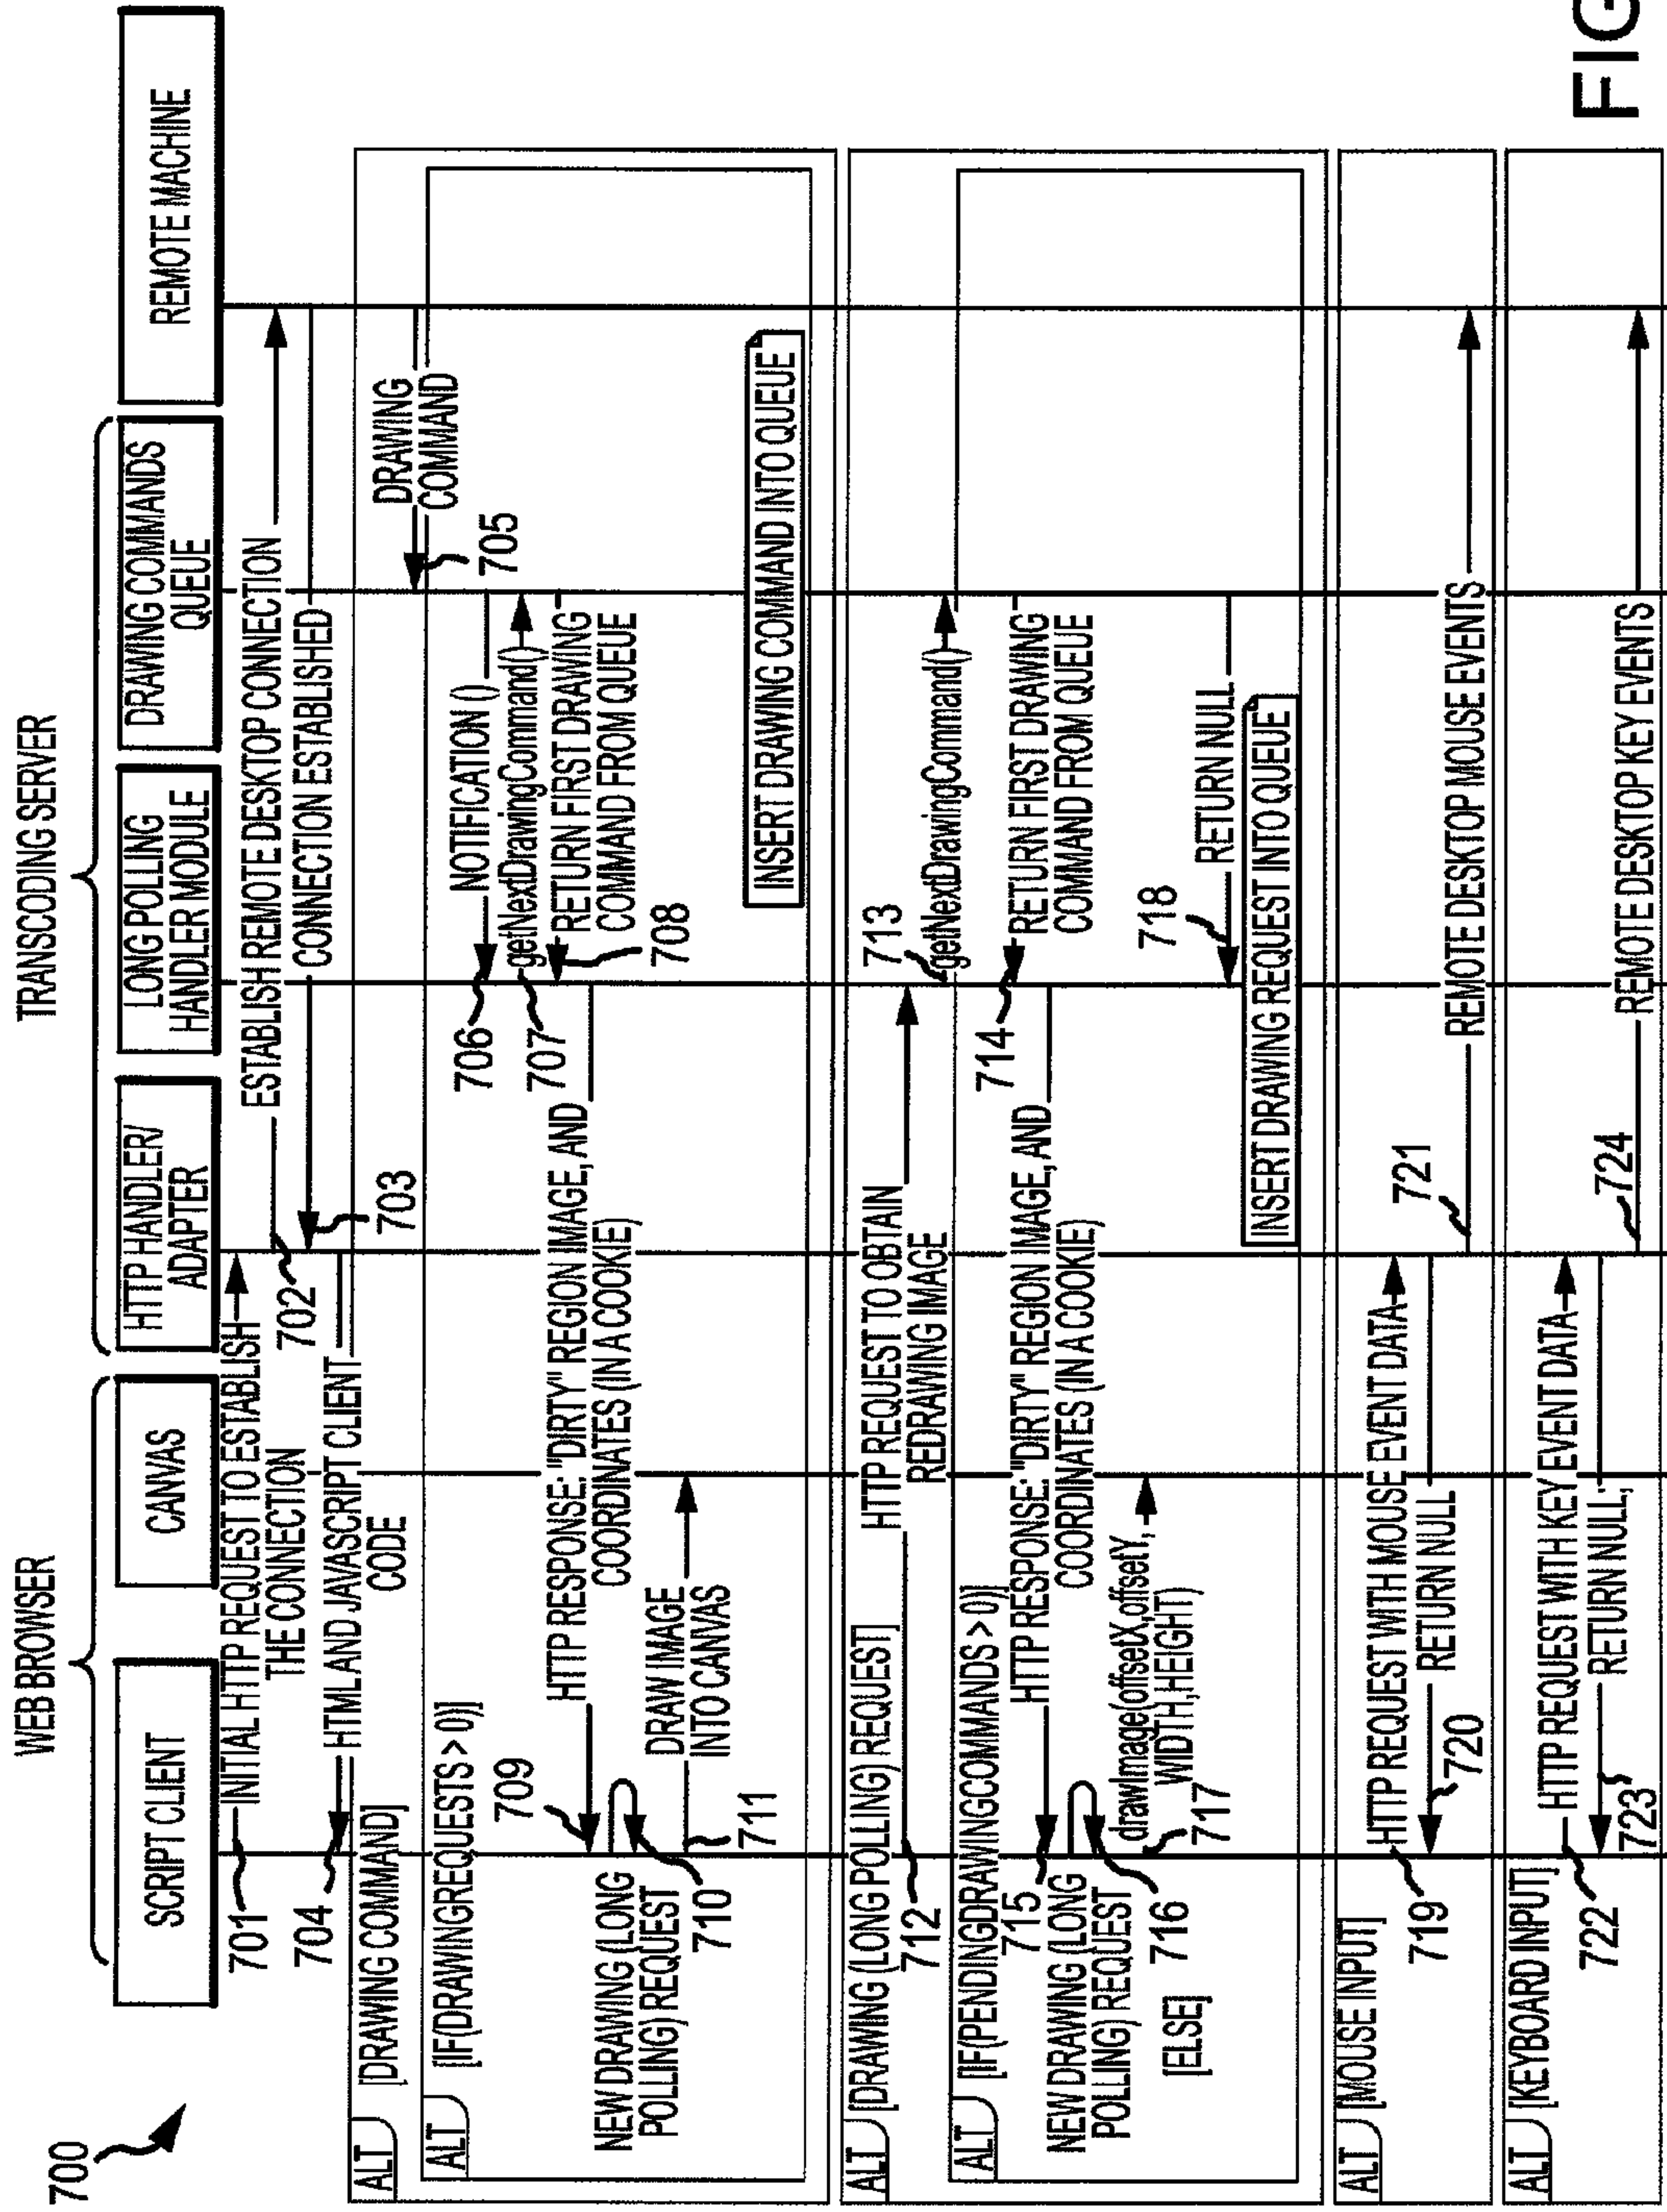 700
WEB BROWSER
TRANSCODING SERVER
SCRIPT CLIENT
CANVAS
HTTP HANDLER/
ADAPTER
LONG POLLING
HANDLER MODULE
DRAWING COMMANDS
QUEUE
REMOTE MACHINE
701
INITIAL HTTP REQUEST TO ESTABLISH
THE CONNECTION
702
ESTABLISH REMOTE DESKTOP CONNECTION
703
CONNECTION ESTABLISHED
704
HTML AND JAVASCRIPT CLIENT
CODE
ALT
[DRAWING COMMAND]
DRAWING
COMMAND
705
ALT
[IF(DRAWINGREQUESTS > 0)]
706
NOTIFICATION ()
707
getNextDrawingCommand()
RETURN FIRST DRAWING
COMMAND FROM QUEUE
708
709
HTTP RESPONSE: "DIRTY" REGION IMAGE, AND
COORDINATES (IN A COOKIE)
NEW DRAWING (LONG
POLLING) REQUEST
710
DRAW IMAGE
INTO CANVAS
711
INSERT DRAWING COMMAND INTO QUEUE
ALT
[DRAWING (LONG POLLING) REQUEST]
712
HTTP REQUEST TO OBTAIN
REDRAWING IMAGE
713
getNextDrawingCommand()
ALT
[IF(PENDINGDRAWINGCOMMANDS > 0)]
714
RETURN FIRST DRAWING
COMMAND FROM QUEUE
715
HTTP RESPONSE: "DIRTY" REGION IMAGE, AND
COORDINATES (IN A COOKIE)
NEW DRAWING (LONG
POLLING) REQUEST
716
drawImage(offsetX,offsetY,
WIDTH,HEIGHT)
717
[ELSE]
718
RETURN NULL
INSERT DRAWING REQUEST INTO QUEUE
ALT
[MOUSE INPUT]
719
HTTP REQUEST WITH MOUSE EVENT DATA
RETURN NULL
720
721
REMOTE DESKTOP MOUSE EVENTS
ALT
[KEYBOARD INPUT]
722
HTTP REQUEST WITH KEY EVENT DATA
RETURN NULL,
723
724
REMOTE DESKTOP KEY EVENTS
FIG